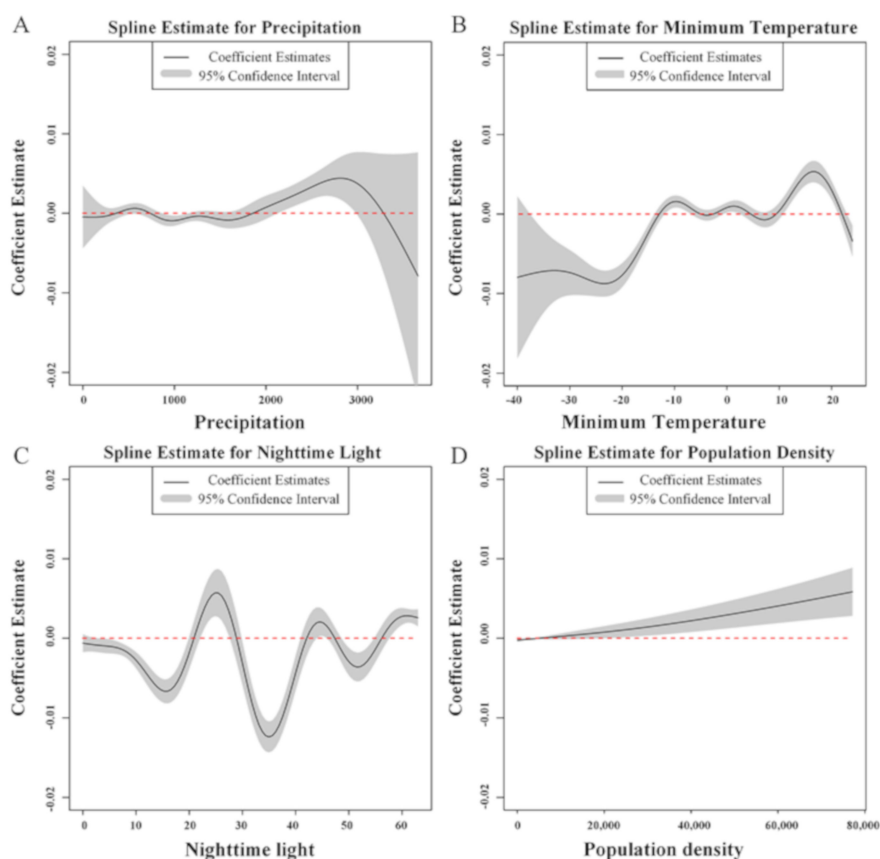 A
Spline Estimate for Precipitation
Coefficient Estimates
95% Confidence Interval
Coefficient Estimate
0.02
0.01
0.00
-0.01
-0.02
0 1000 2000 3000
Precipitation
B
Spline Estimate for Minimum Temperature
Coefficient Estimates
95% Confidence Interval
Coefficient Estimate
0.02
0.01
0.00
-0.01
-0.02
-40 -30 -20 -10 0 10 20
Minimum Temperature
C
Spline Estimate for Nighttime Light
Coefficient Estimates
95% Confidence Interval
Coefficient Estimate
0.02
0.01
0.00
-0.01
-0.02
0 10 20 30 40 50 60
Nighttime light
D
Spline Estimate for Population Density
Coefficient Estimates
95% Confidence Interval
Coefficient Estimate
0.02
0.01
0.00
-0.01
-0.02
0 20,000 40,000 60,000 80,000
Population density